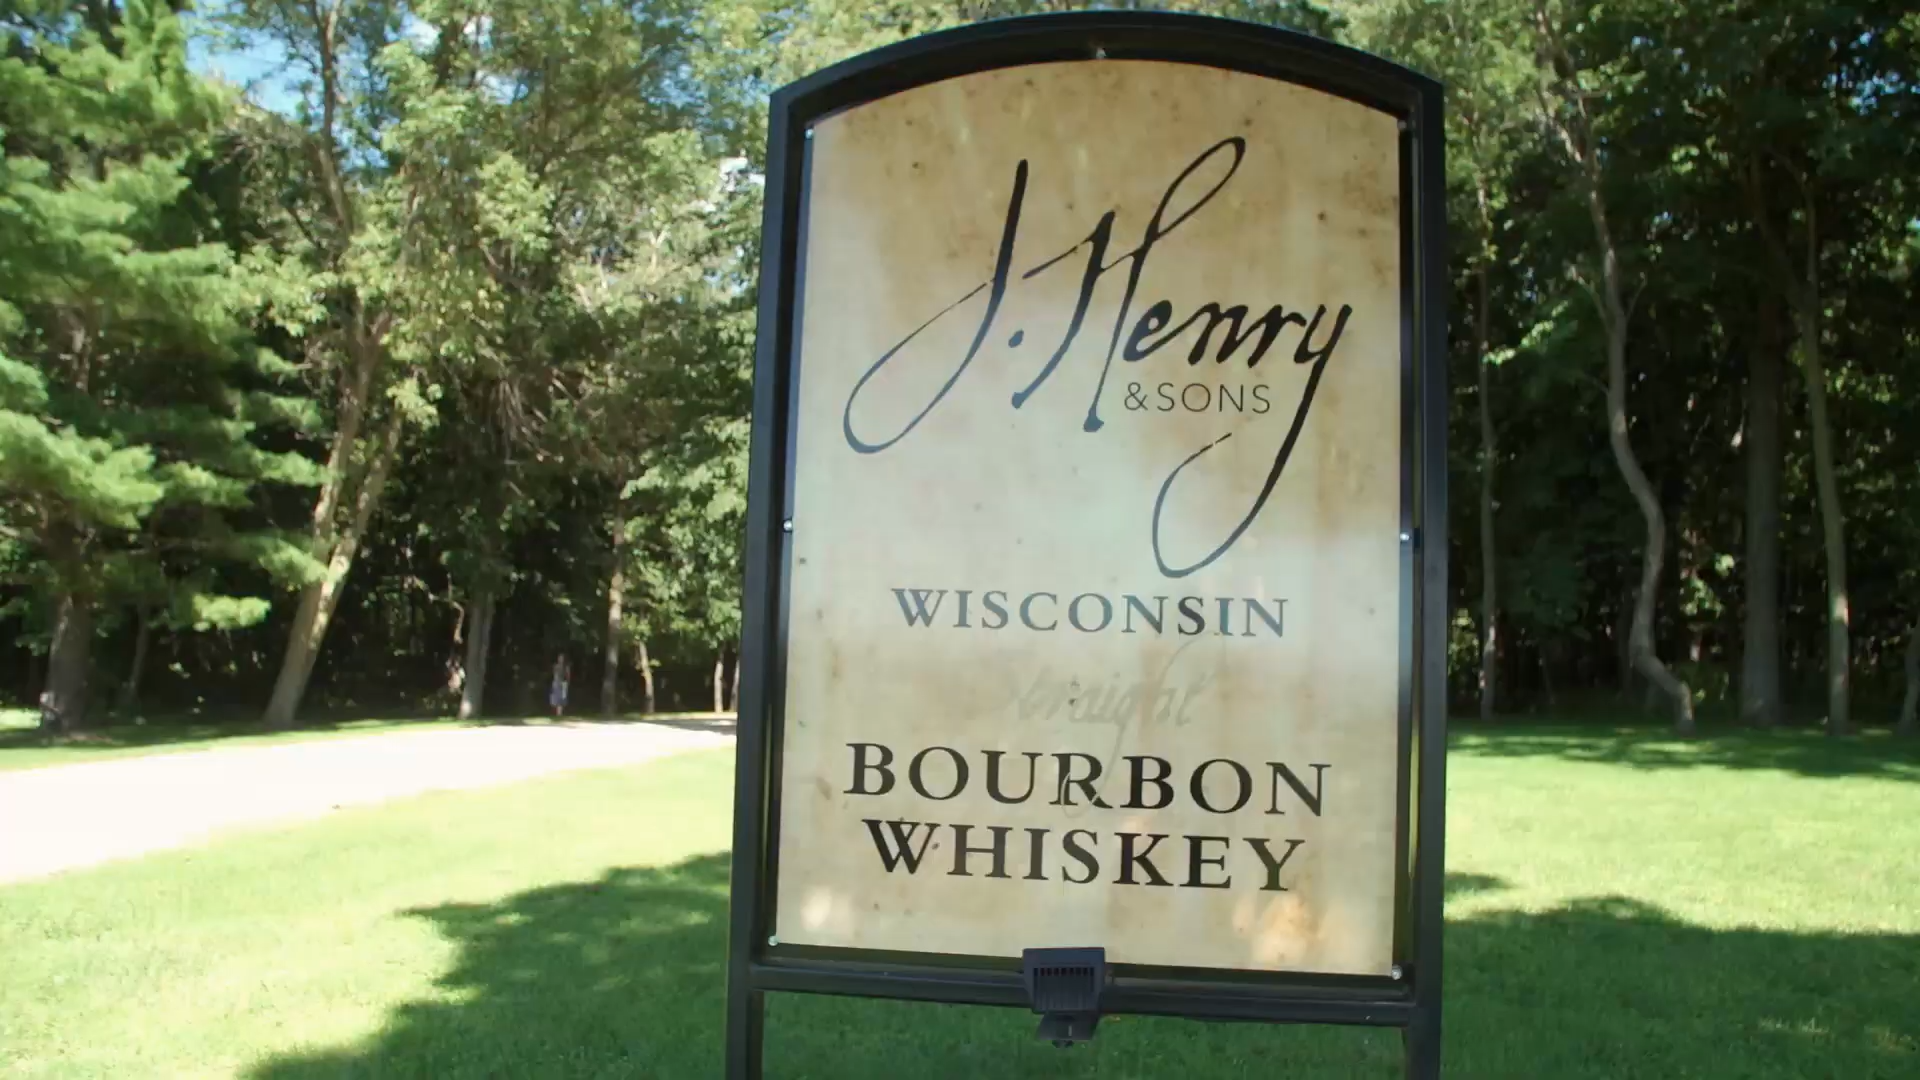 J. Henry
& SONS
WISCONSIN
Straight
BOURBON
WHISKEY